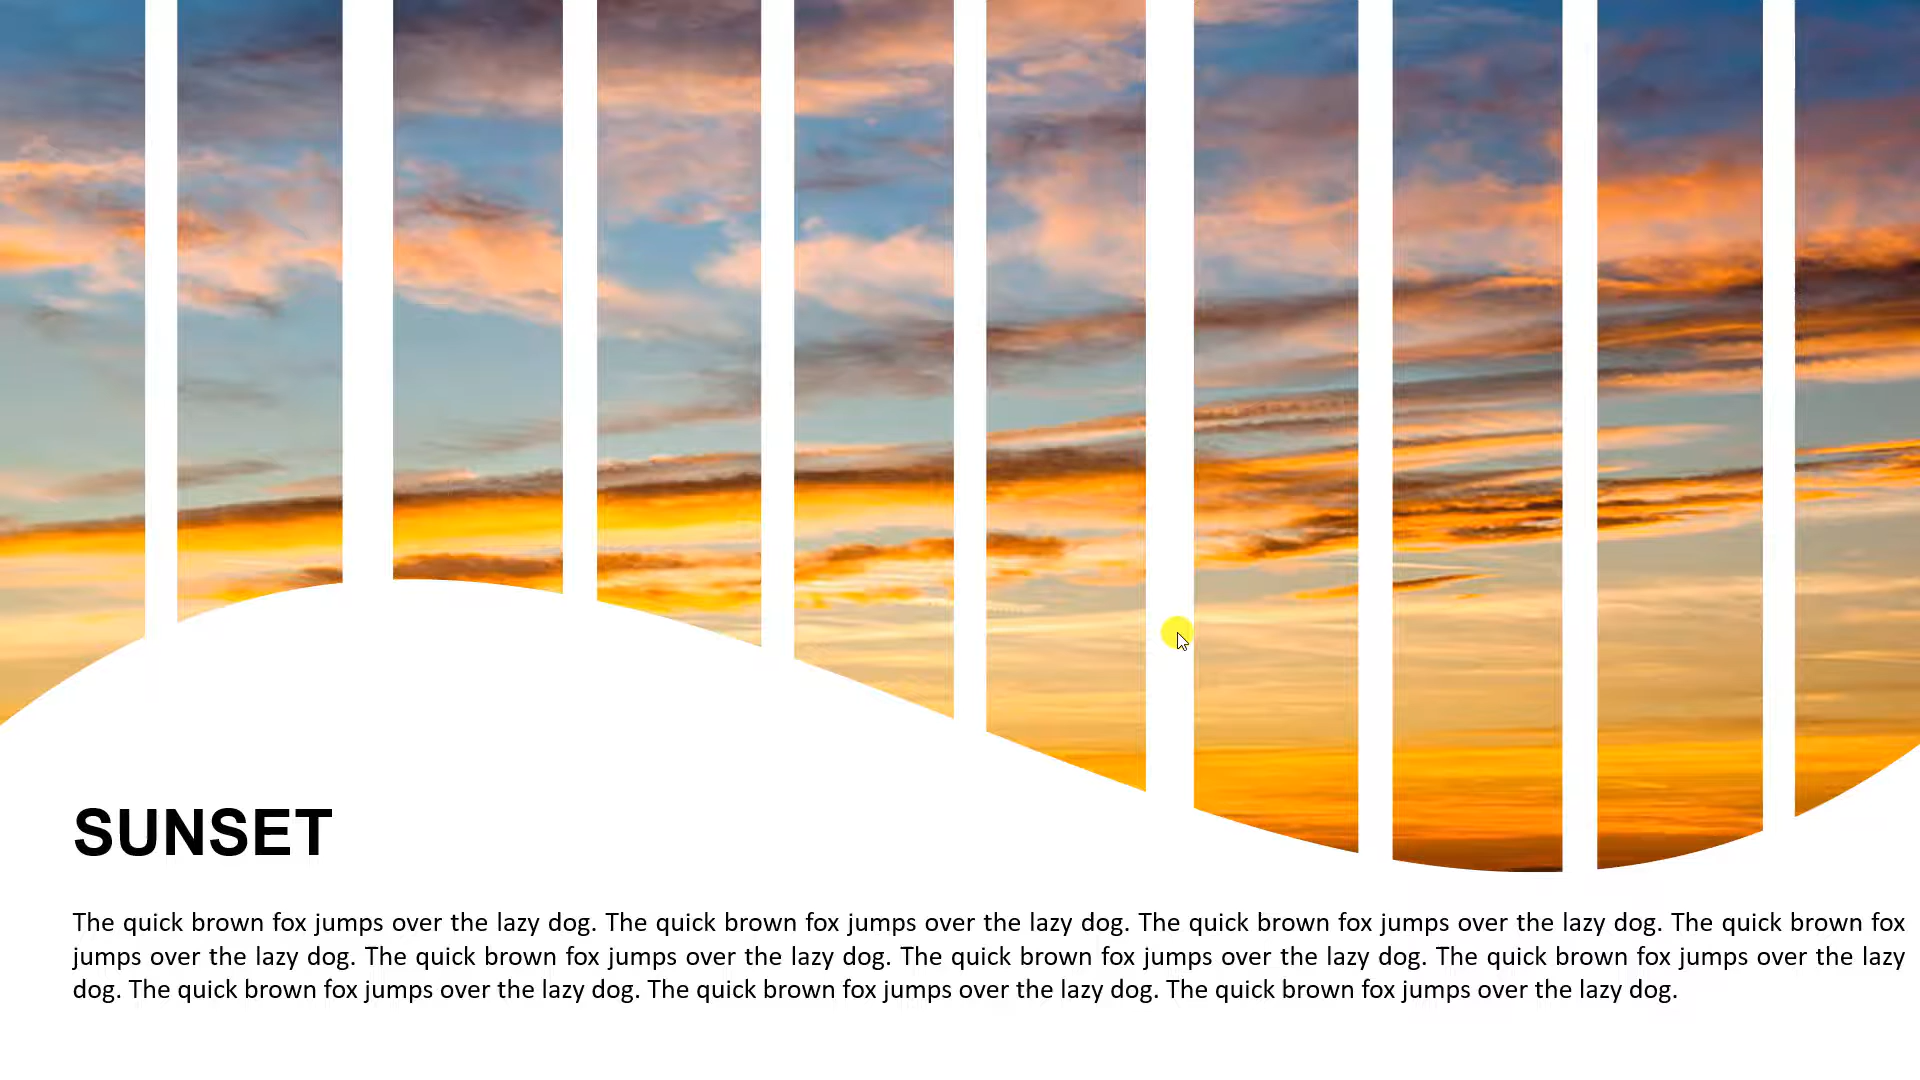 SUNSET
The quick brown fox jumps over the lazy dog. The quick brown fox jumps over the lazy dog. The quick brown fox jumps over the lazy dog. The quick brown fox
jumps over the lazy dog. The quick brown fox jumps over the lazy dog. The quick brown fox jumps over the lazy dog. The quick brown fox jumps over the lazy
dog. The quick brown fox jumps over the lazy dog. The quick brown fox jumps over the lazy dog. The quick brown fox jumps over the lazy dog.